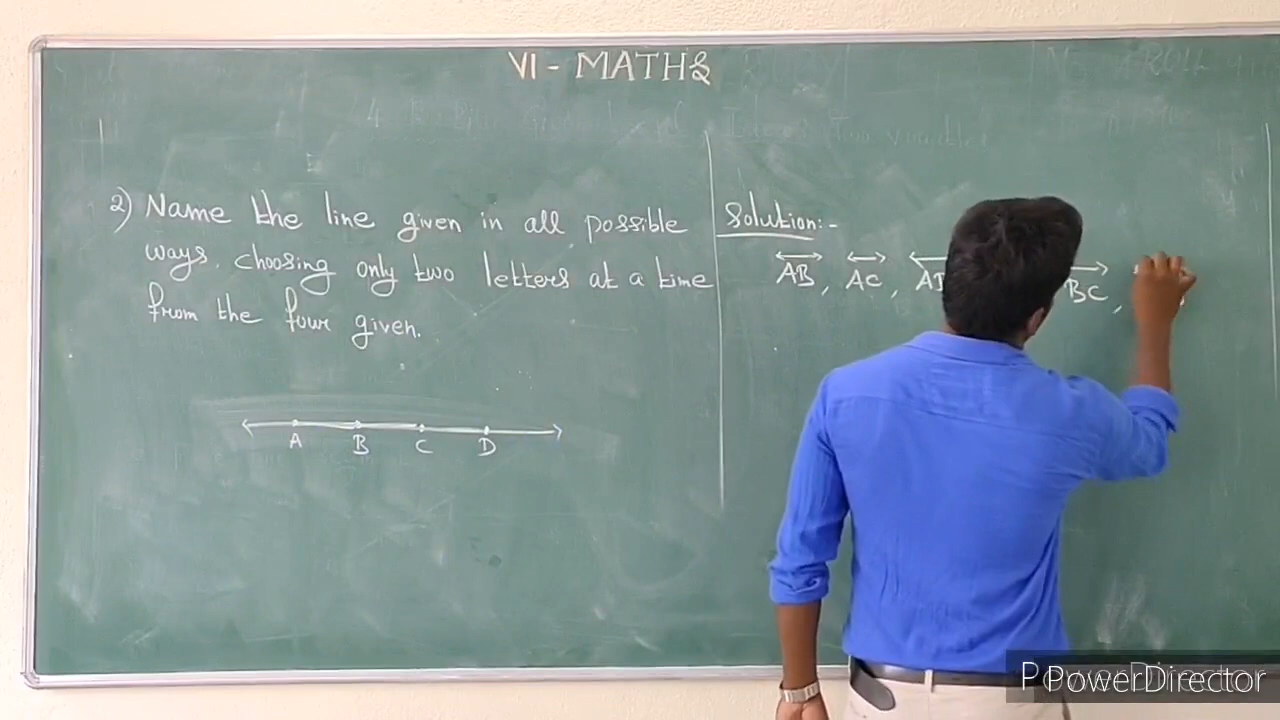 VI - MATHS
2) Name the line given in all possible
ways, choosing only two letters at a time
from the four given.
A B C D
Solution:-
AB, AC, BC,
PowerDirector